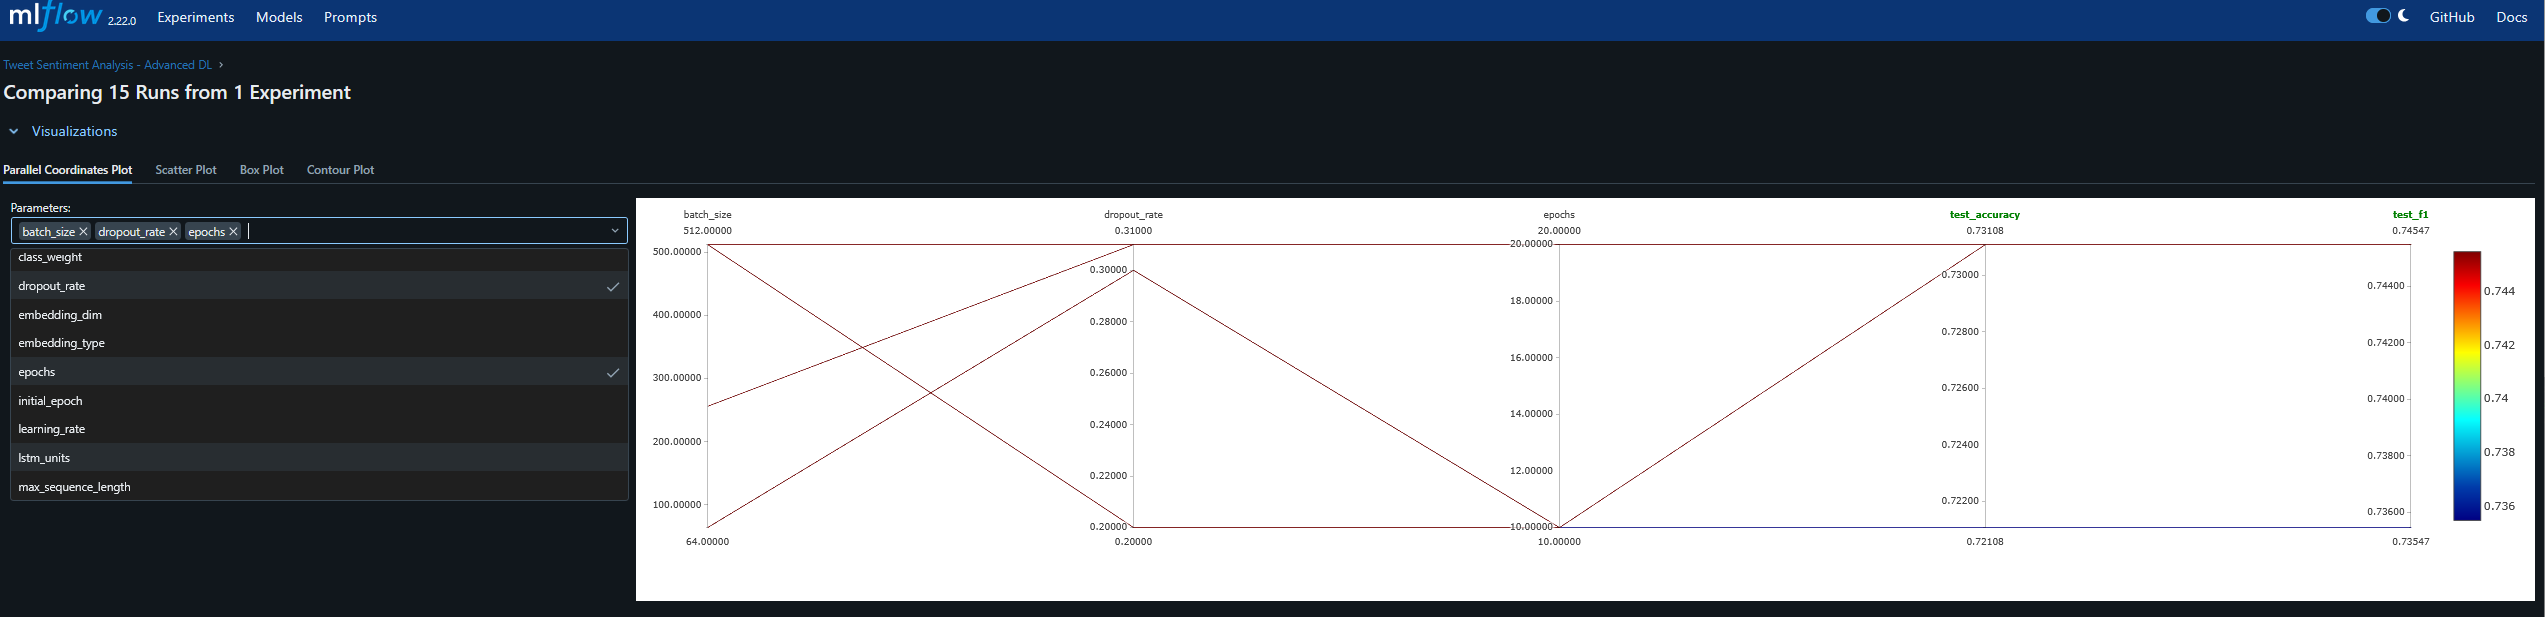 mlflow 2.22.0 Experiments Models Prompts GitHub Docs
Tweet Sentiment Analysis - Advanced DL ›
Comparing 15 Runs from 1 Experiment
Visualizations
Parallel Coordinates Plot Scatter Plot Box Plot Contour Plot
Parameters:
batch_size dropout_rate epochs
class_weight
dropout_rate
embedding_dim
embedding_type
epochs
initial_epoch
learning_rate
lstm_units
max_sequence_length
batch_size
512.00000
500.00000
400.00000
300.00000
200.00000
100.00000
64.00000
dropout_rate
0.31000
0.30000
0.28000
0.26000
0.24000
0.22000
0.20000
0.20000
epochs
20.00000
20.00000
18.00000
16.00000
14.00000
12.00000
10.00000
10.00000
test_accuracy
0.73108
0.73000
0.72800
0.72600
0.72400
0.72200
0.72108
test_f1
0.74547
0.74400
0.74200
0.74000
0.73800
0.73600
0.73547
0.744
0.742
0.74
0.738
0.736